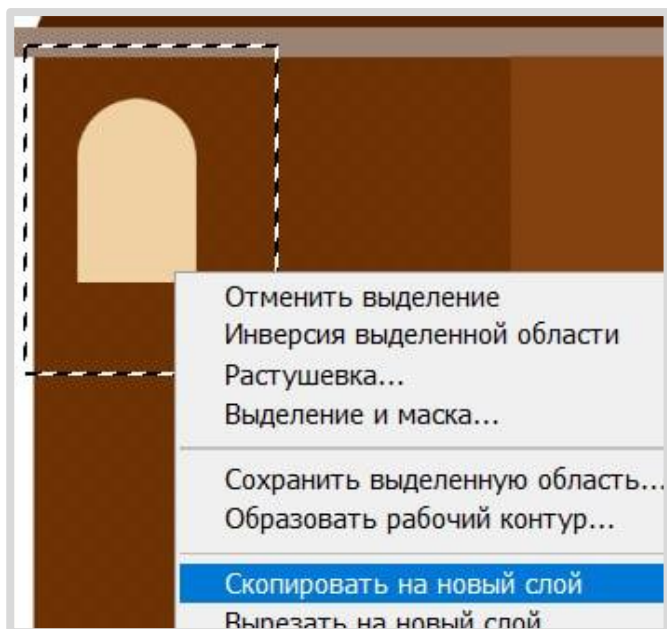 Отменить выделение
Инверсия выделенной области
Растушевка...
Выделение и маска...
Сохранить выделенную область...
Образовать рабочий контур...
Скопировать на новый слой
Вырезать на новый слой